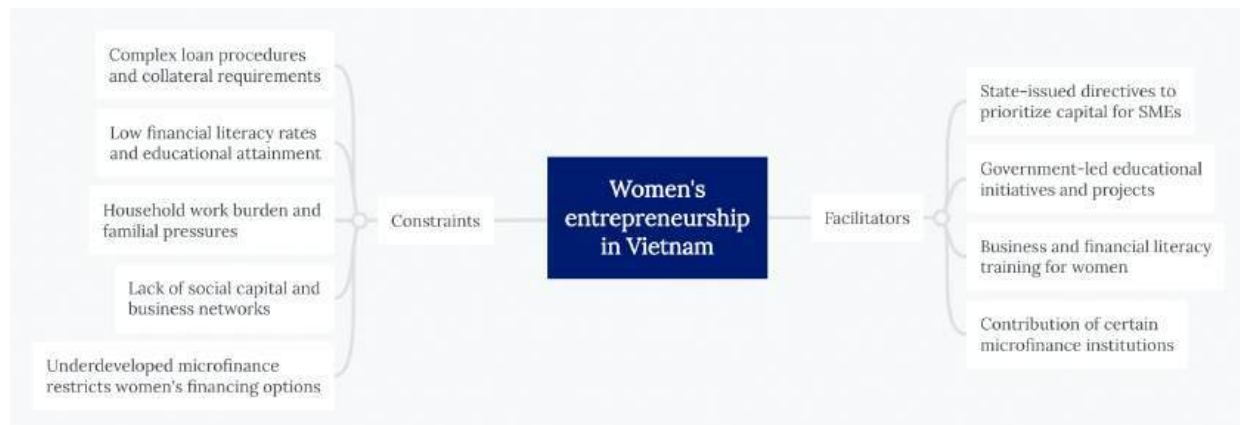 Complex loan procedures
and collateral requirements
Low financial literacy rates
and educational attainment
Household work burden and
familial pressures
Lack of social capital and
business networks
Underdeveloped microfinance
restricts women's financing options
Constraints
Women's
entrepreneurship
in Vietnam
Facilitators
State-issued directives to
prioritize capital for SMEs
Government-led educational
initiatives and projects
Business and financial literacy
training for women
Contribution of certain
microfinance institutions